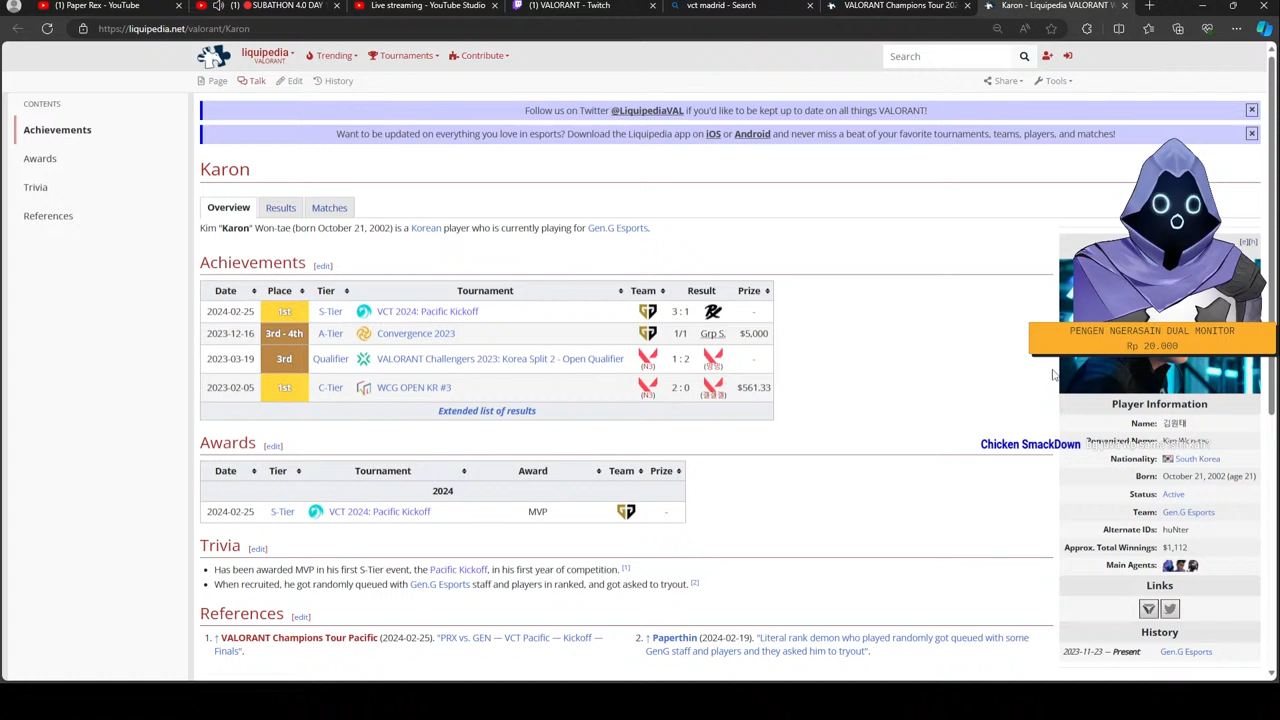 (1) Paper Rex - YouTube
SUBATHON 4.0 DAY
Live streaming - YouTube Studio
(1) VALORANT - Twitch
vct madrid - Search
VALORANT Champions Tour 202
Karon - Liquipedia VALORANT W
https://liquipedia.net/valorant/Karon
liquipedia
VALORANT
Trending
Tournaments
Contribute
Search
Page
Talk
Edit
History
Share
Tools
CONTENTS
Achievements
Awards
Trivia
References
Follow us on Twitter @LiquipediaVAL if you'd like to be kept up to date on all things VALORANT!
Want to be updated on everything you love in esports? Download the Liquipedia app on iOS or Android and never miss a beat of your favorite tournaments, teams, players, and matches!
Karon
Overview
Results
Matches
Kim "Karon" Won-tae (born October 21, 2002) is a Korean player who is currently playing for Gen.G Esports.
[e][h]
Achievements [edit]
Date Place Tier Tournament Team Result Prize
2024-02-25 1st S-Tier VCT 2024: Pacific Kickoff 3 : 1 -
2023-12-16 3rd - 4th A-Tier Convergence 2023 1/1 Grp S. $5,000
2023-03-19 3rd Qualifier VALORANT Challengers 2023: Korea Split 2 - Open Qualifier (N3) 1 : 2 -
2023-02-05 1st C-Tier WCG OPEN KR #3 (N3) 2 : 0 $561.33
Extended list of results
PENGEN NGERASAIN DUAL MONITOR
Rp 20.000
Awards [edit]
Date Tier Tournament Award Team Prize
2024
2024-02-25 S-Tier VCT 2024: Pacific Kickoff MVP -
Chicken SmackDown
Player Information
Name: 김원태
Nationality: South Korea
Born: October 21, 2002 (age 21)
Status: Active
Team: Gen.G Esports
Alternate IDs: huNter
Approx. Total Winnings: $1,112
Main Agents:
Links
History
2023-11-23 — Present Gen.G Esports
Trivia [edit]
Has been awarded MVP in his first S-Tier event, the Pacific Kickoff, in his first year of competition. [1]
When recruited, he got randomly queued with Gen.G Esports staff and players in ranked, and got asked to tryout. [2]
References [edit]
1. ↑ VALORANT Champions Tour Pacific (2024-02-25). "PRX vs. GEN — VCT Pacific — Kickoff —
Finals".
2. ↑ Paperthin (2024-02-19). "Literal rank demon who played randomly got queued with some
GenG staff and players and they asked him to tryout".